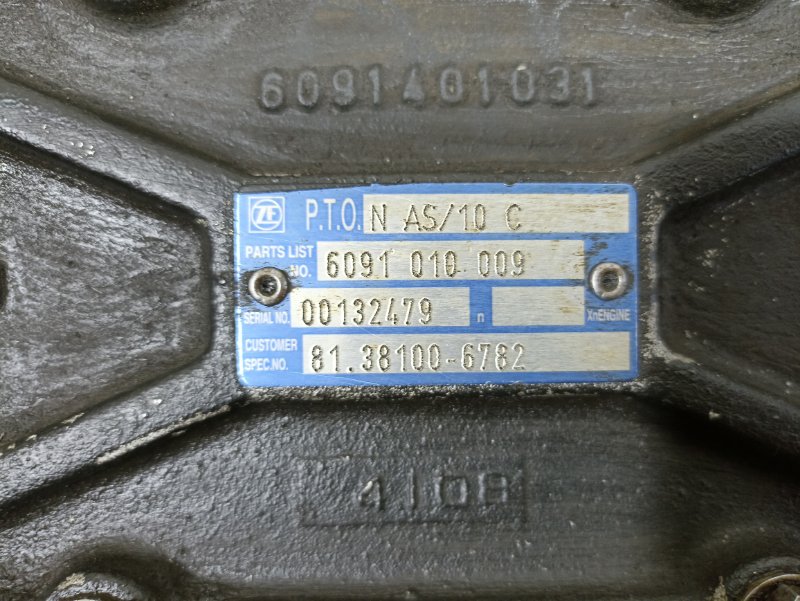 6091401031
ZF P.T.O. N AS/10 C
PARTS LIST NO. 6091 010 009
SERIAL NO. 00132479 n XnENGINE
CUSTOMER SPEC.NO. 81.38100-6782
4108